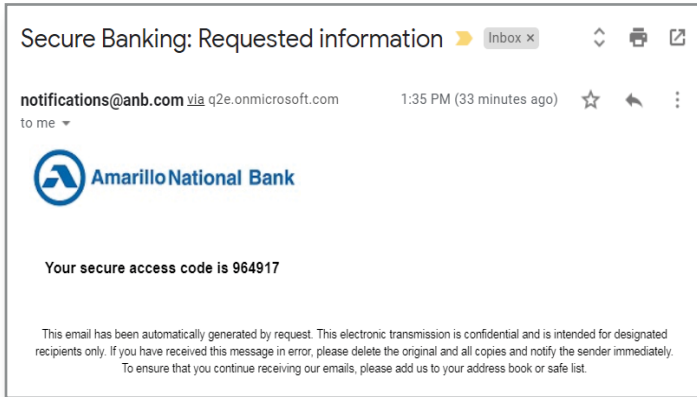 Secure Banking: Requested information Inbox ×
notifications@anb.com via q2e.onmicrosoft.com 1:35 PM (33 minutes ago)
to me
Amarillo National Bank
Your secure access code is 964917
This email has been automatically generated by request. This electronic transmission is confidential and is intended for designated
recipients only. If you have received this message in error, please delete the original and all copies and notify the sender immediately.
To ensure that you continue receiving our emails, please add us to your address book or safe list.